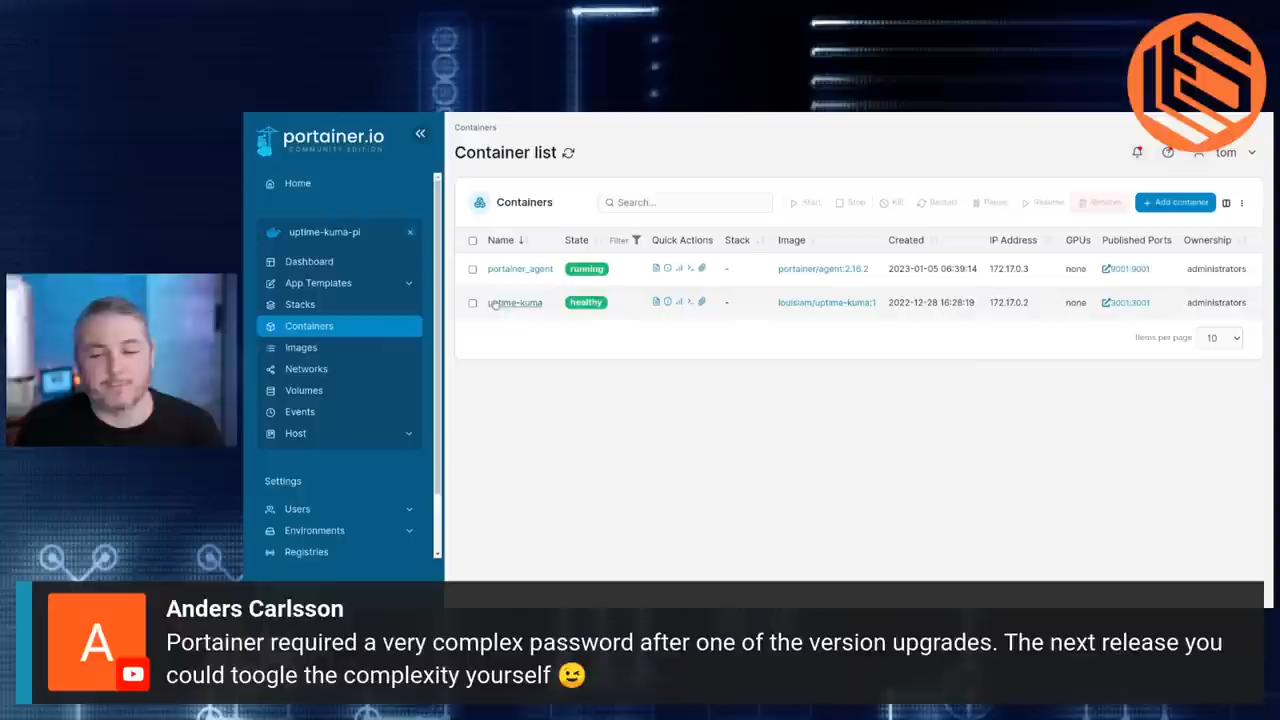 portainer.io
COMMUNITY EDITION
Home
uptime-kuma-pi
Dashboard
App Templates
Stacks
Containers
Images
Networks
Volumes
Events
Host
Settings
Users
Environments
Registries
Containers
Container list
tom
Containers
Search...
Start Stop Kill Restart Pause Resume Remove + Add container
Name State Filter Quick Actions Stack Image Created IP Address GPUs Published Ports Ownership
portainer_agent running - portainer/agent:2.16.2 2023-01-05 06:39:14 172.17.0.3 none 9001:9001 administrators
uptime-kuma healthy - louislam/uptime-kuma:1 2022-12-28 16:28:19 172.17.0.2 none 3001:3001 administrators
Items per page 10
A
Anders Carlsson
Portainer required a very complex password after one of the version upgrades. The next release you
could toogle the complexity yourself 😉